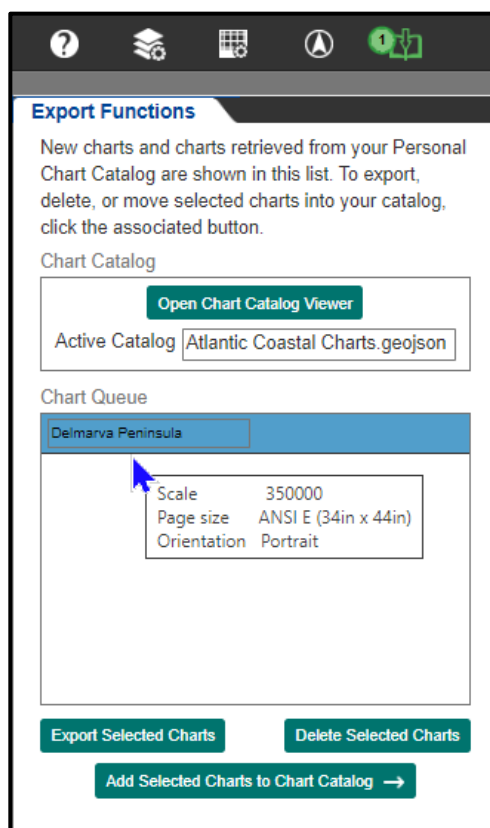 ?
1
Export Functions
New charts and charts retrieved from your Personal
Chart Catalog are shown in this list. To export,
delete, or move selected charts into your catalog,
click the associated button.
Chart Catalog
Open Chart Catalog Viewer
Active Catalog Atlantic Coastal Charts.geojson
Chart Queue
Delmarva Peninsula
Scale 350000
Page size ANSI E (34in x 44in)
Orientation Portrait
Export Selected Charts Delete Selected Charts
Add Selected Charts to Chart Catalog →